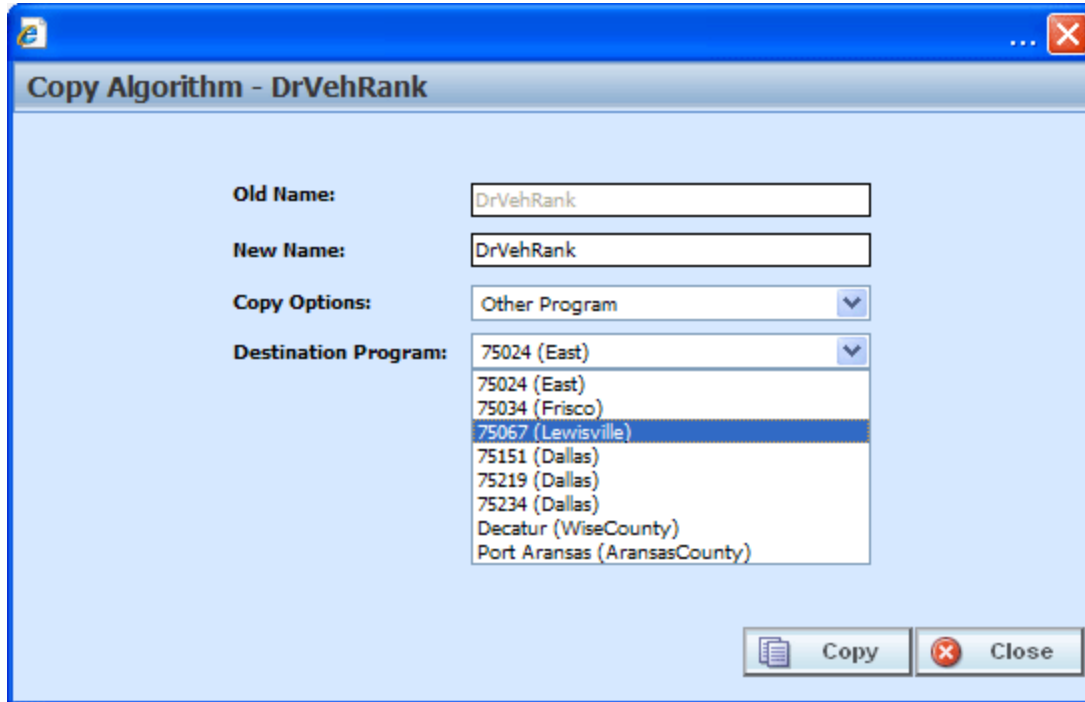 ...
Copy Algorithm - DrVehRank
Old Name: DrVehRank
New Name: DrVehRank
Copy Options: Other Program
Destination Program: 75024 (East)
75024 (East)
75034 (Frisco)
75067 (Lewisville)
75151 (Dallas)
75219 (Dallas)
75234 (Dallas)
Decatur (WiseCounty)
Port Aransas (AransasCounty)
Copy Close